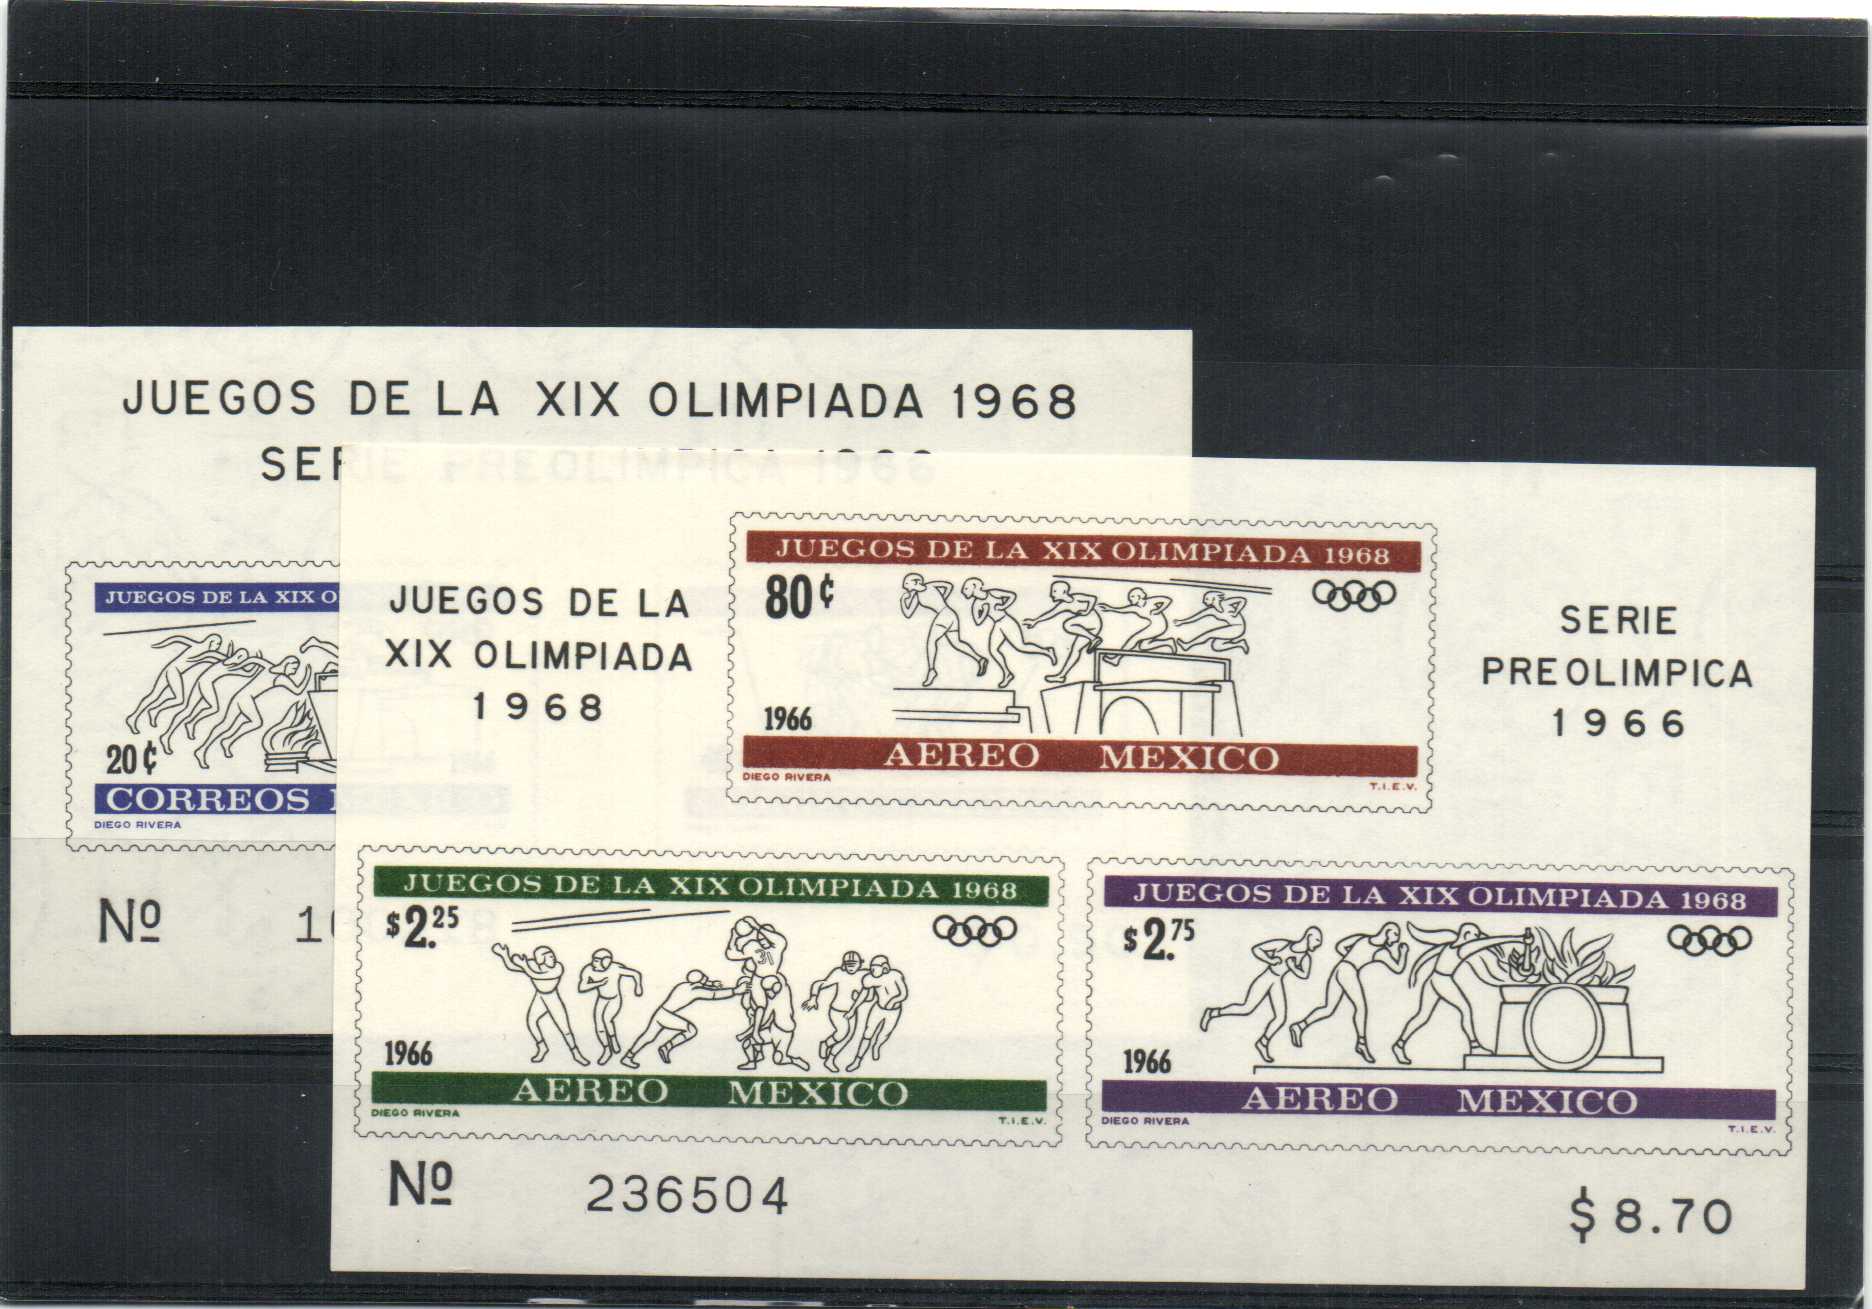 JUEGOS DE LA XIX OLIMPIADA 1968
SERIE PREOLIMPICA 1966
JUEGOS DE LA XIX O
20¢
CORREOS
DIEGO RIVERA
Nº 1
JUEGOS DE LA
XIX OLIMPIADA
1968
JUEGOS DE LA XIX OLIMPIADA 1968
80¢
1966
AEREO MEXICO
DIEGO RIVERA
T.I.E.V.
SERIE
PREOLIMPICA
1966
JUEGOS DE LA XIX OLIMPIADA 1968
$2.25
31
1966
AEREO MEXICO
DIEGO RIVERA
T.I.E.V.
JUEGOS DE LA XIX OLIMPIADA 1968
$2.75
1966
AEREO MEXICO
DIEGO RIVERA
T.I.E.V.
Nº 236504
$8.70